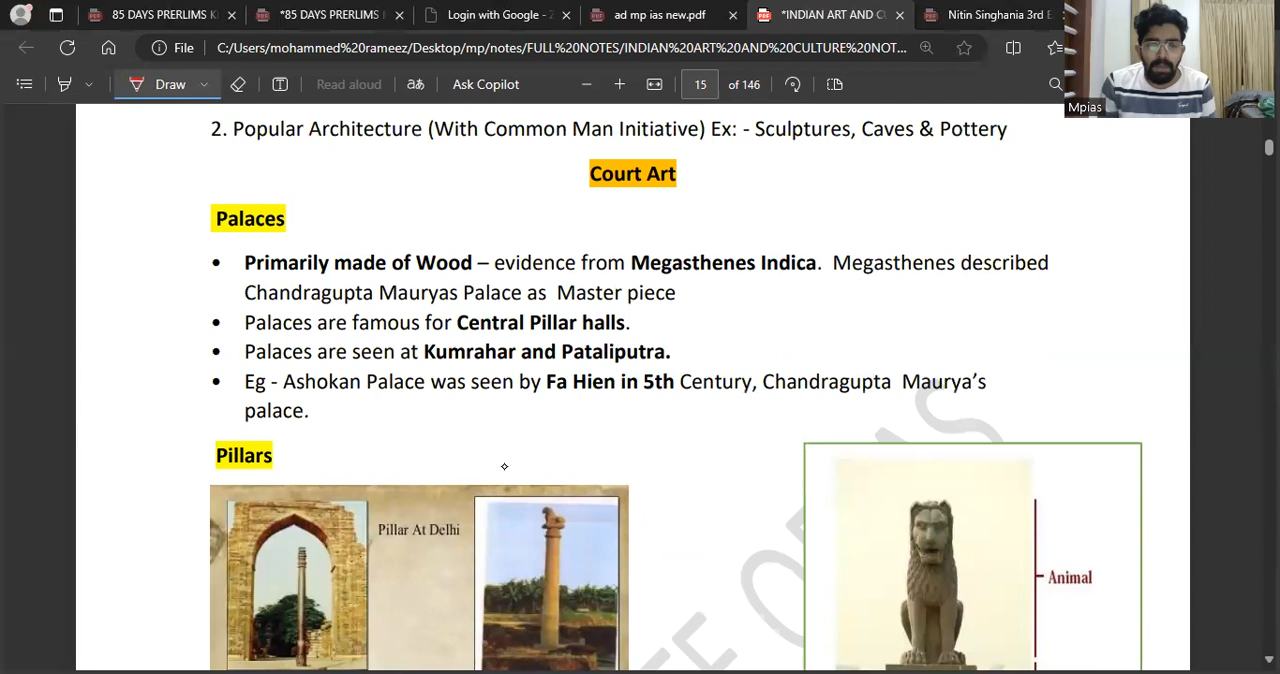 85 DAYS PRERLIMS K
*85 DAYS PRERLIMS
Login with Google - 2
ad mp ias new.pdf
*INDIAN ART AND CU
Nitin Singhania 3rd E
File
C:/Users/mohammed%20rameez/Desktop/mp/notes/FULL%20NOTES/INDIAN%20ART%20AND%20CULTURE%20NOT...
Draw
Read aloud
aあ
Ask Copilot
15
of 146
Mpias
2. Popular Architecture (With Common Man Initiative) Ex: - Sculptures, Caves & Pottery
Court Art
Palaces
• Primarily made of Wood – evidence from Megasthenes Indica. Megasthenes described
Chandragupta Mauryas Palace as Master piece
• Palaces are famous for Central Pillar halls.
• Palaces are seen at Kumrahar and Pataliputra.
• Eg - Ashokan Palace was seen by Fa Hien in 5th Century, Chandragupta Maurya’s
palace.
Pillars
Pillar At Delhi
Animal